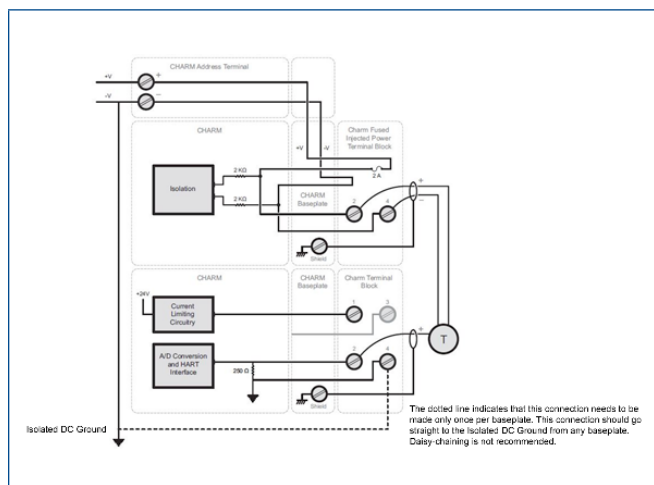 CHARM Address Terminal
+V
+
-V
−
CHARM
Charm Fused
Injected Power
Terminal Block
+V
-V
2 KΩ
2 A
Isolation
2 KΩ
CHARM
Baseplate
2
4
+
−
Shield
CHARM
CHARM
Baseplate
Charm Terminal
Block
+24V
Current
Limiting
Circuitry
1
3
T
A/D Conversion
and HART
Interface
250 Ω
2
4
+
Shield
The dotted line indicates that this connection needs to be
made only once per baseplate. This connection should go
straight to the Isolated DC Ground from any baseplate.
Daisy-chaining is not recommended.
Isolated DC Ground